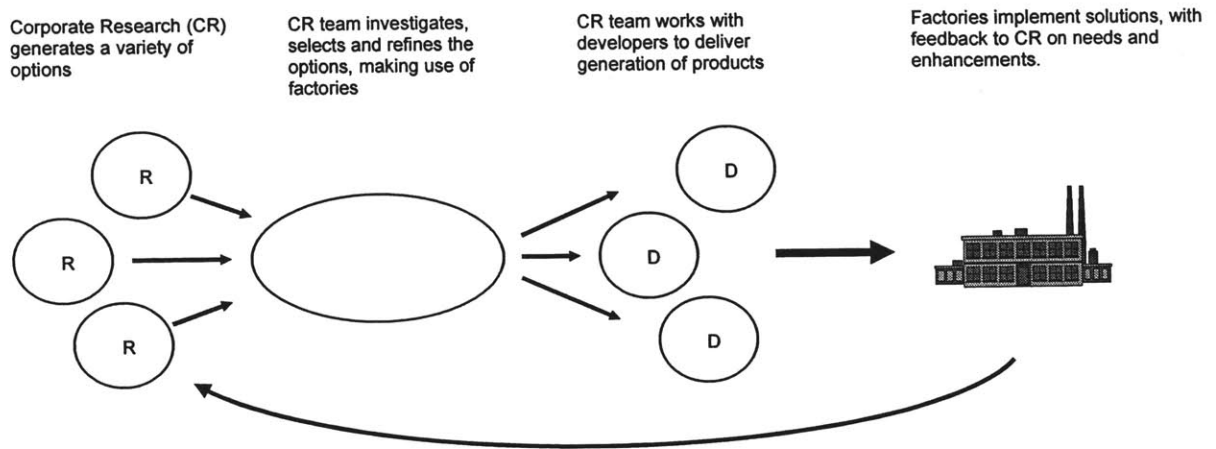 Corporate Research (CR)
generates a variety of
options
CR team investigates,
selects and refines the
options, making use of
factories
CR team works with
developers to deliver
generation of products
Factories implement solutions, with
feedback to CR on needs and
enhancements.
R
R
R
D
D
D